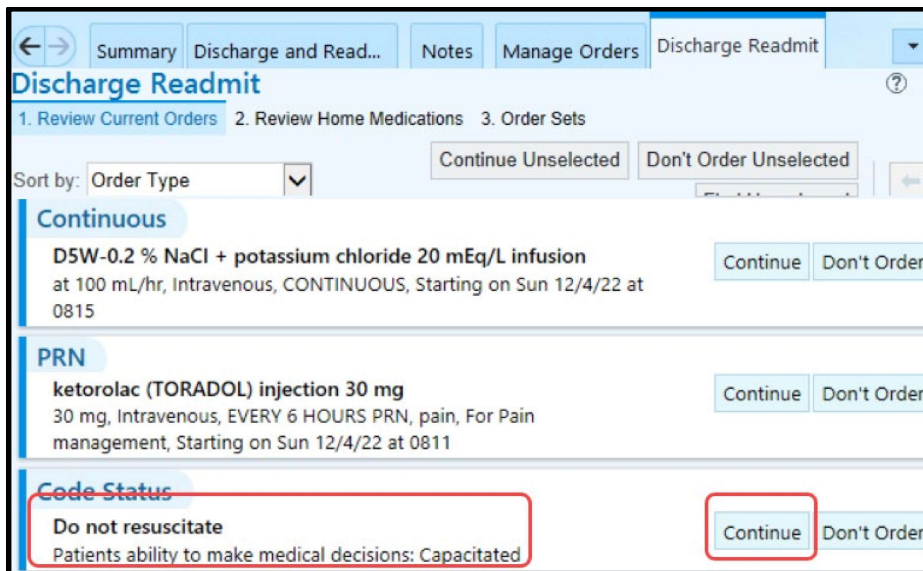 Summary Discharge and Read... Notes Manage Orders Discharge Readmit
Discharge Readmit
1. Review Current Orders 2. Review Home Medications 3. Order Sets
Continue Unselected Don't Order Unselected
Sort by: Order Type
Continuous
D5W-0.2 % NaCl + potassium chloride 20 mEq/L infusion
Continue Don't Order
at 100 mL/hr, Intravenous, CONTINUOUS, Starting on Sun 12/4/22 at
0815
PRN
ketorolac (TORADOL) injection 30 mg
Continue Don't Order
30 mg, Intravenous, EVERY 6 HOURS PRN, pain, For Pain
management, Starting on Sun 12/4/22 at 0811
Code Status
Do not resuscitate
Continue Don't Order
Patients ability to make medical decisions: Capacitated